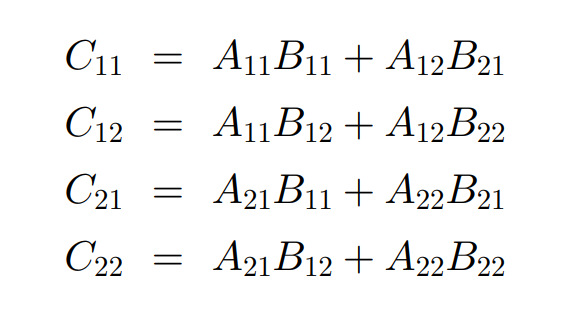 C₁₁ = A₁₁B₁₁ + A₁₂B₂₁
C₁₂ = A₁₁B₁₂ + A₁₂B₂₂
C₂₁ = A₂₁B₁₁ + A₂₂B₂₁
C₂₂ = A₂₁B₁₂ + A₂₂B₂₂